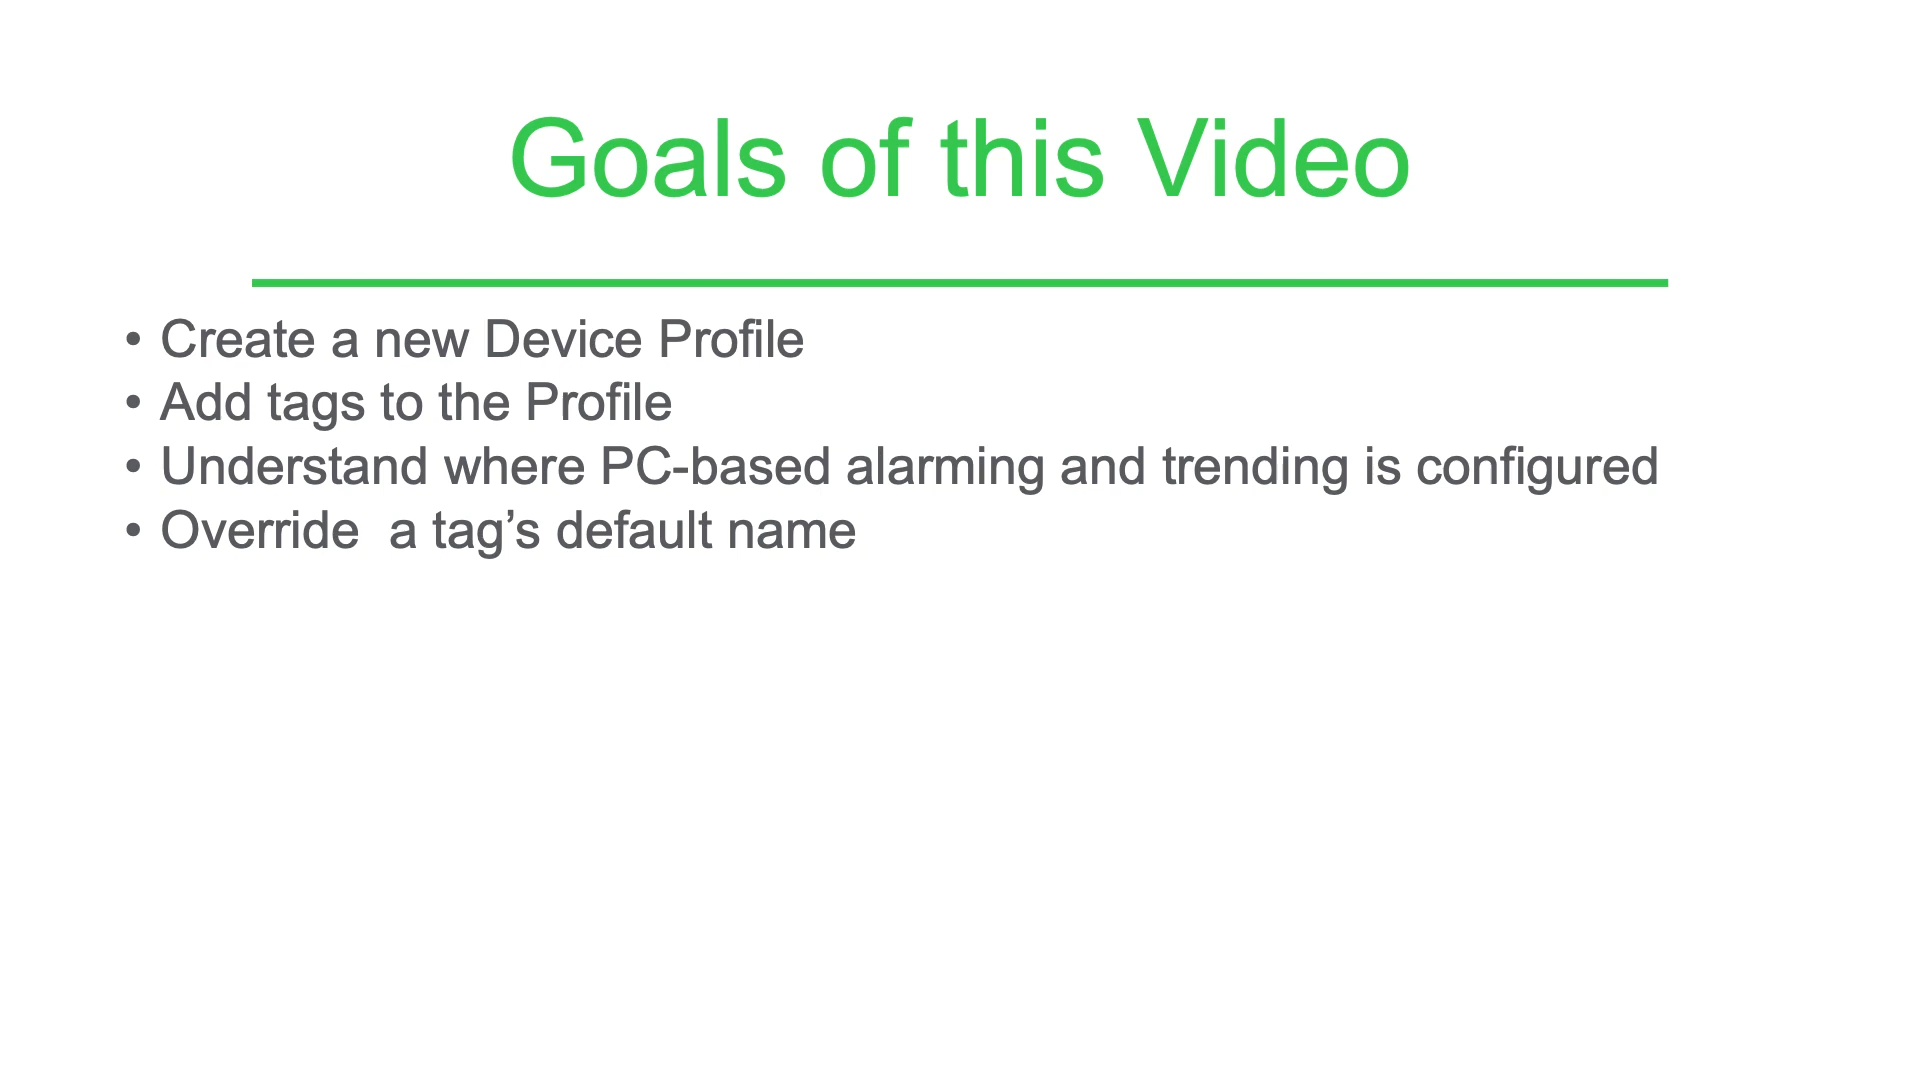 Goals of this Video
• Create a new Device Profile
• Add tags to the Profile
• Understand where PC-based alarming and trending is configured
• Override  a tag’s default name